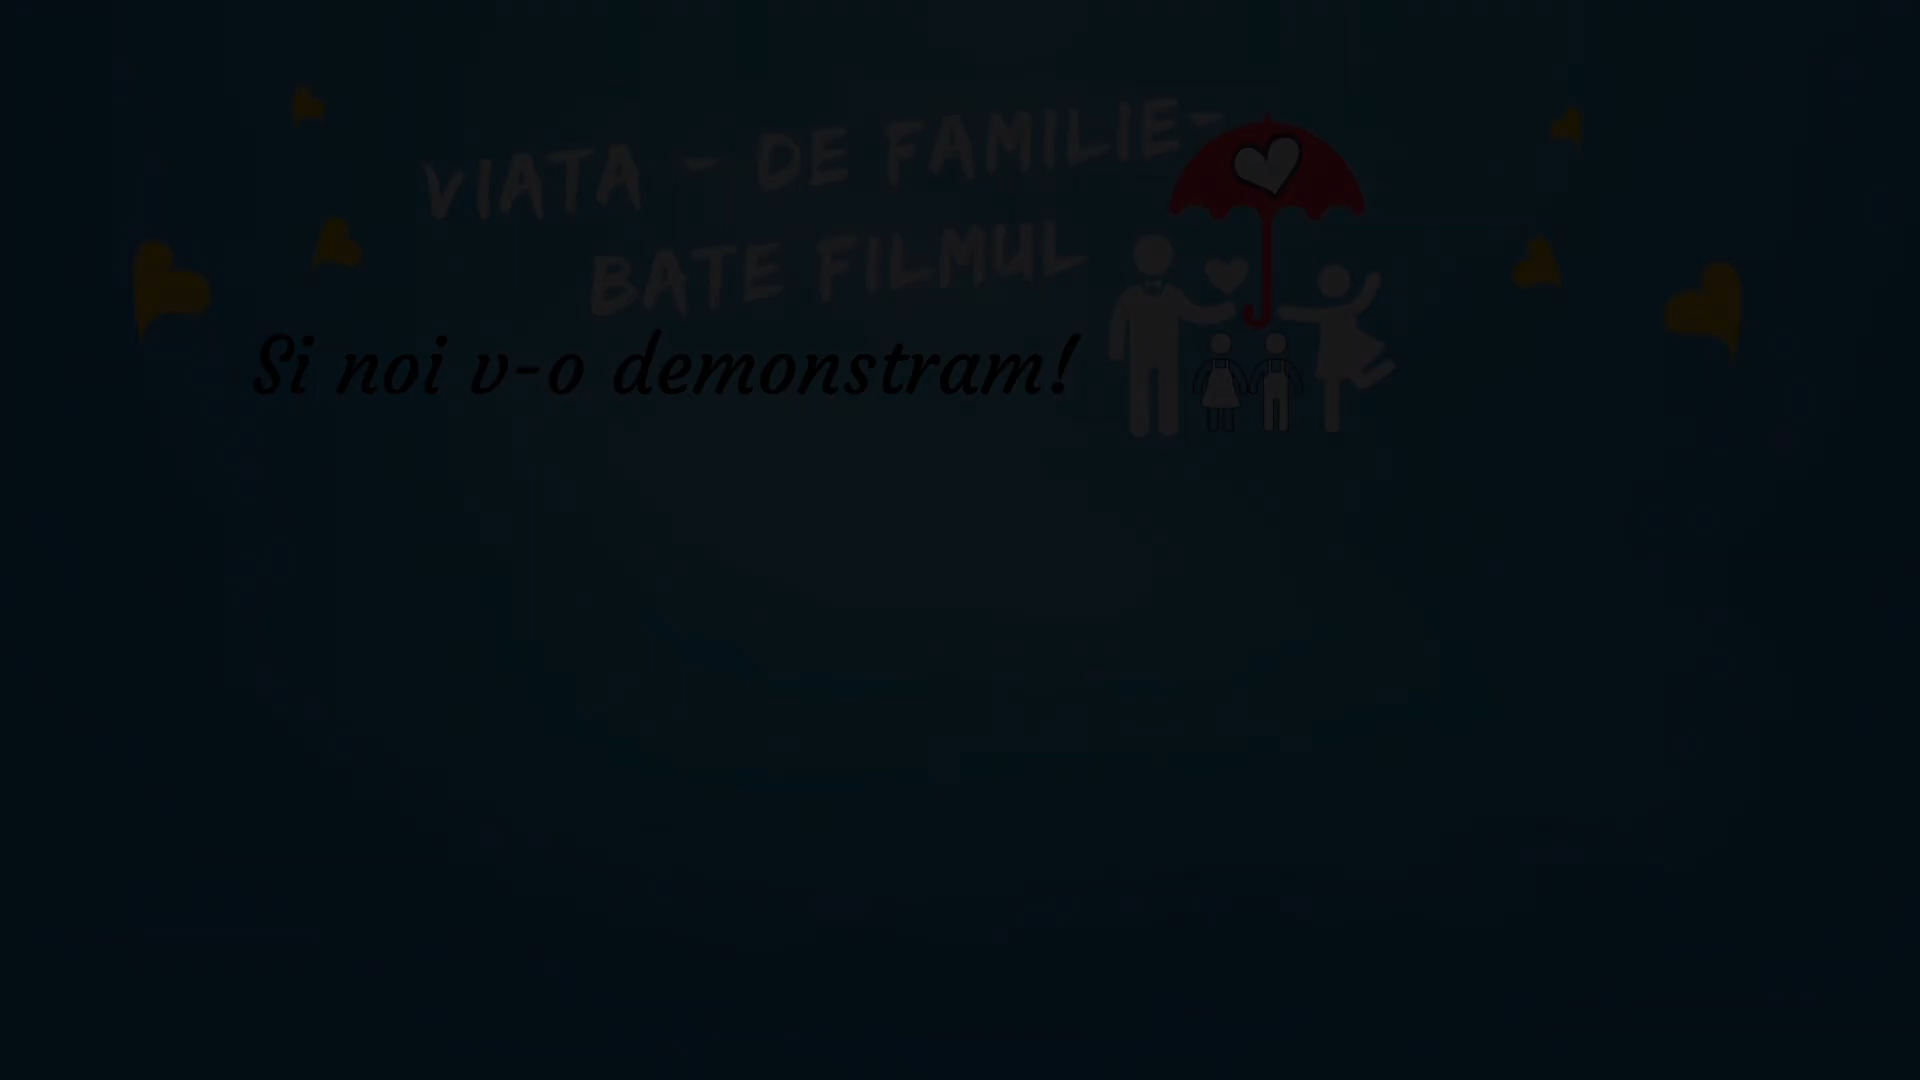 VIATA - DE FAMILIE-
BATE FILMUL
Si noi v-o demonstram!